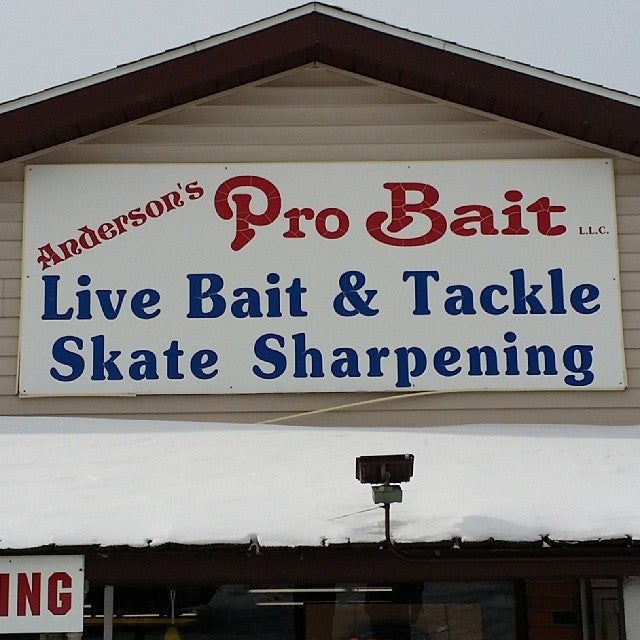 Anderson's Pro Bait L.L.C.
Live Bait & Tackle
Skate Sharpening
ING